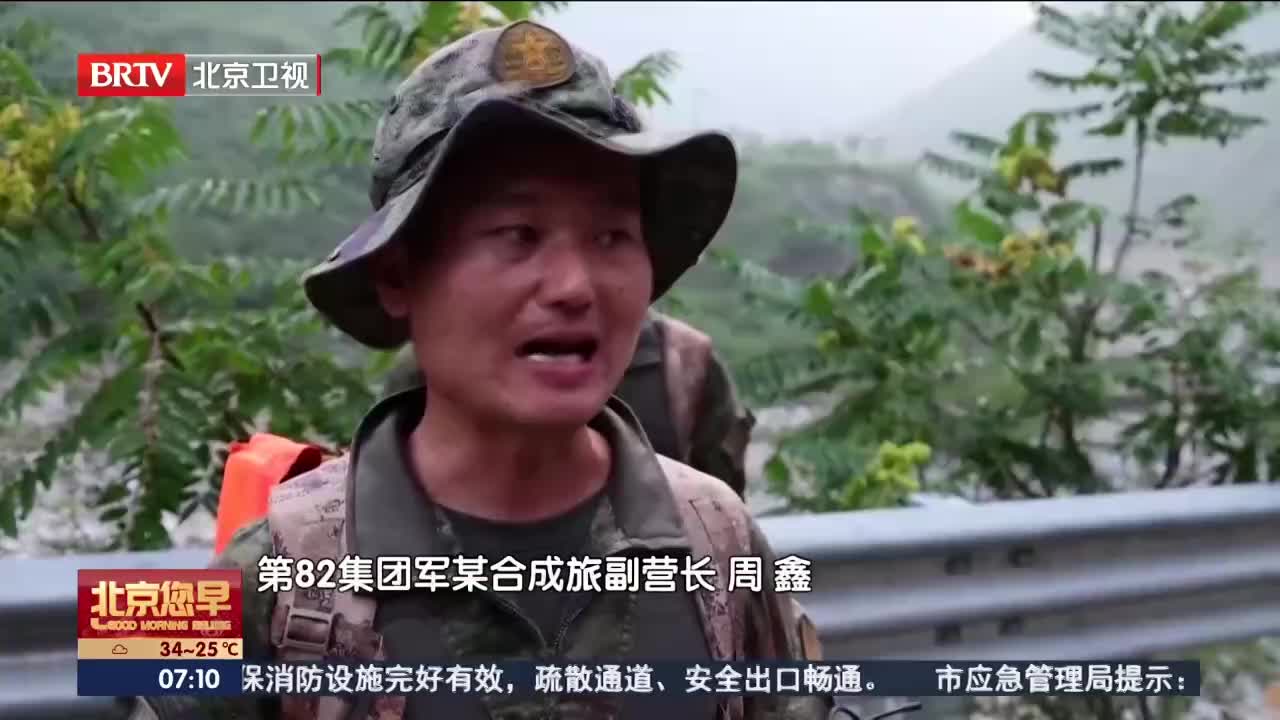 BRTV 北京卫视
第82集团军某合成旅副营长 周 鑫
北京您早
GOOD MORNING BEIJING
34~25℃
07:10 保消防设施完好有效，疏散通道、安全出口畅通。 市应急管理局提示：